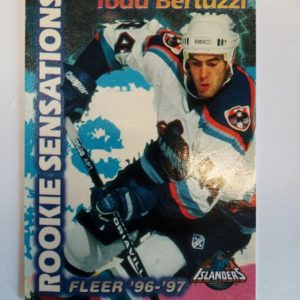 Todd Bertuzzi
ROOKIE SENSATIONS
FLEER '96-'97
ISLANDERS